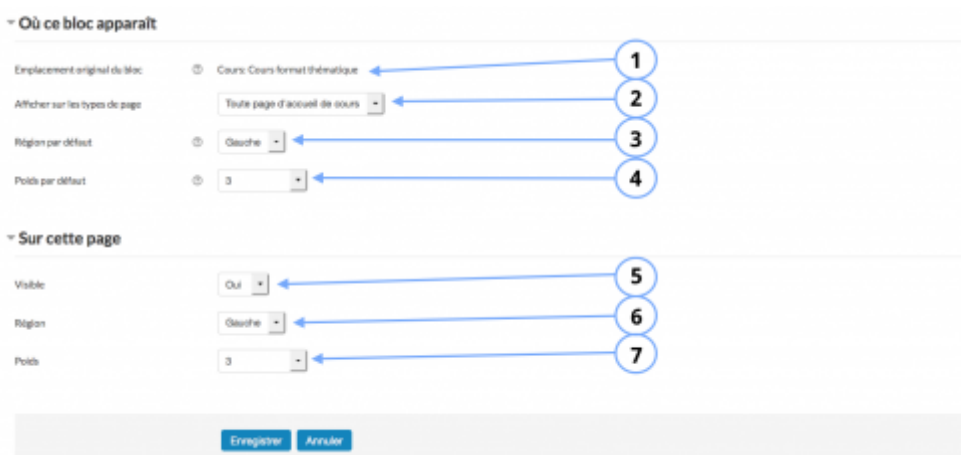 Où ce bloc apparaît
Emplacement original du bloc Cours: Cours format thématique 1
Afficher sur les types de page Toute page d'accueil de cours 2
Région par défaut Gauche 3
Poids par défaut 3 4
Sur cette page
Visible Oui 5
Région Gauche 6
Poids 3 7
Enregistrer Annuler